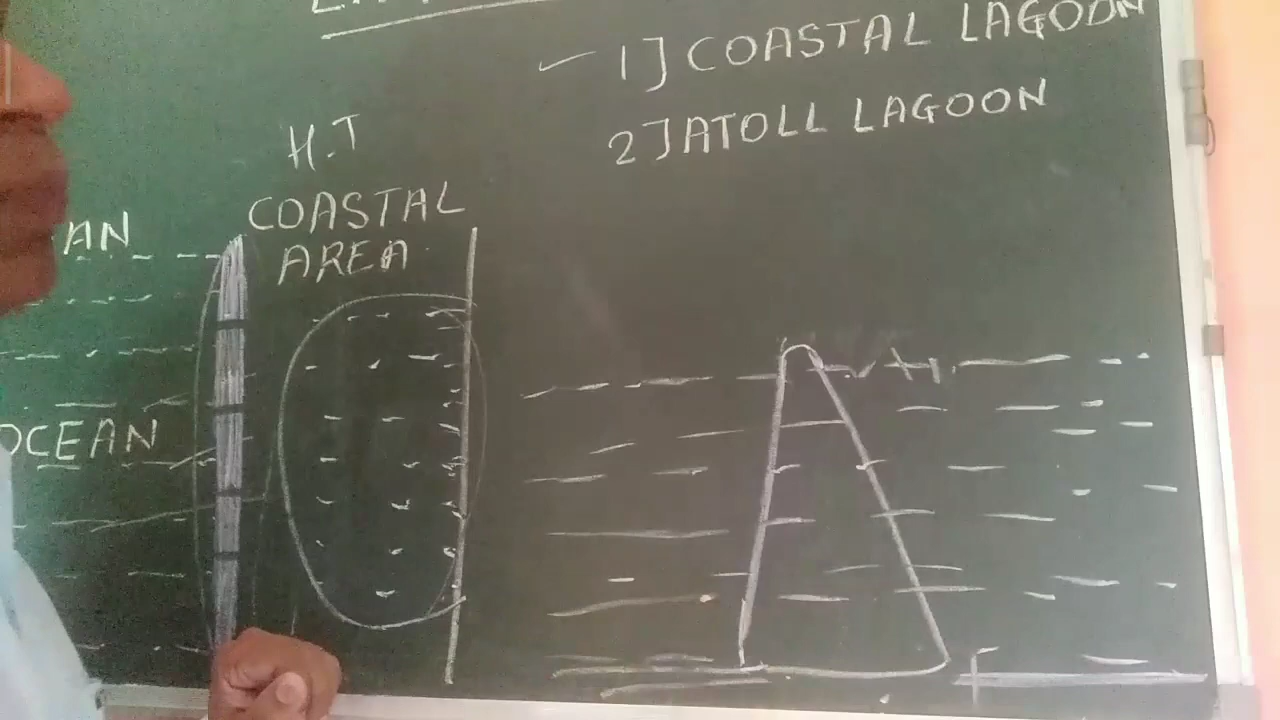 1] COASTAL LAGOON
2] ATOLL LAGOON
H.T
COASTAL
AREA
AN
OCEAN